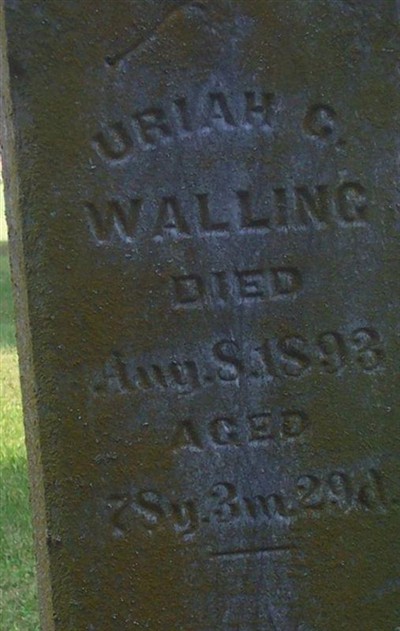 URIAH C.
WALLING
DIED
Aug. 8. 1893
AGED
78y. 3m. 29d.